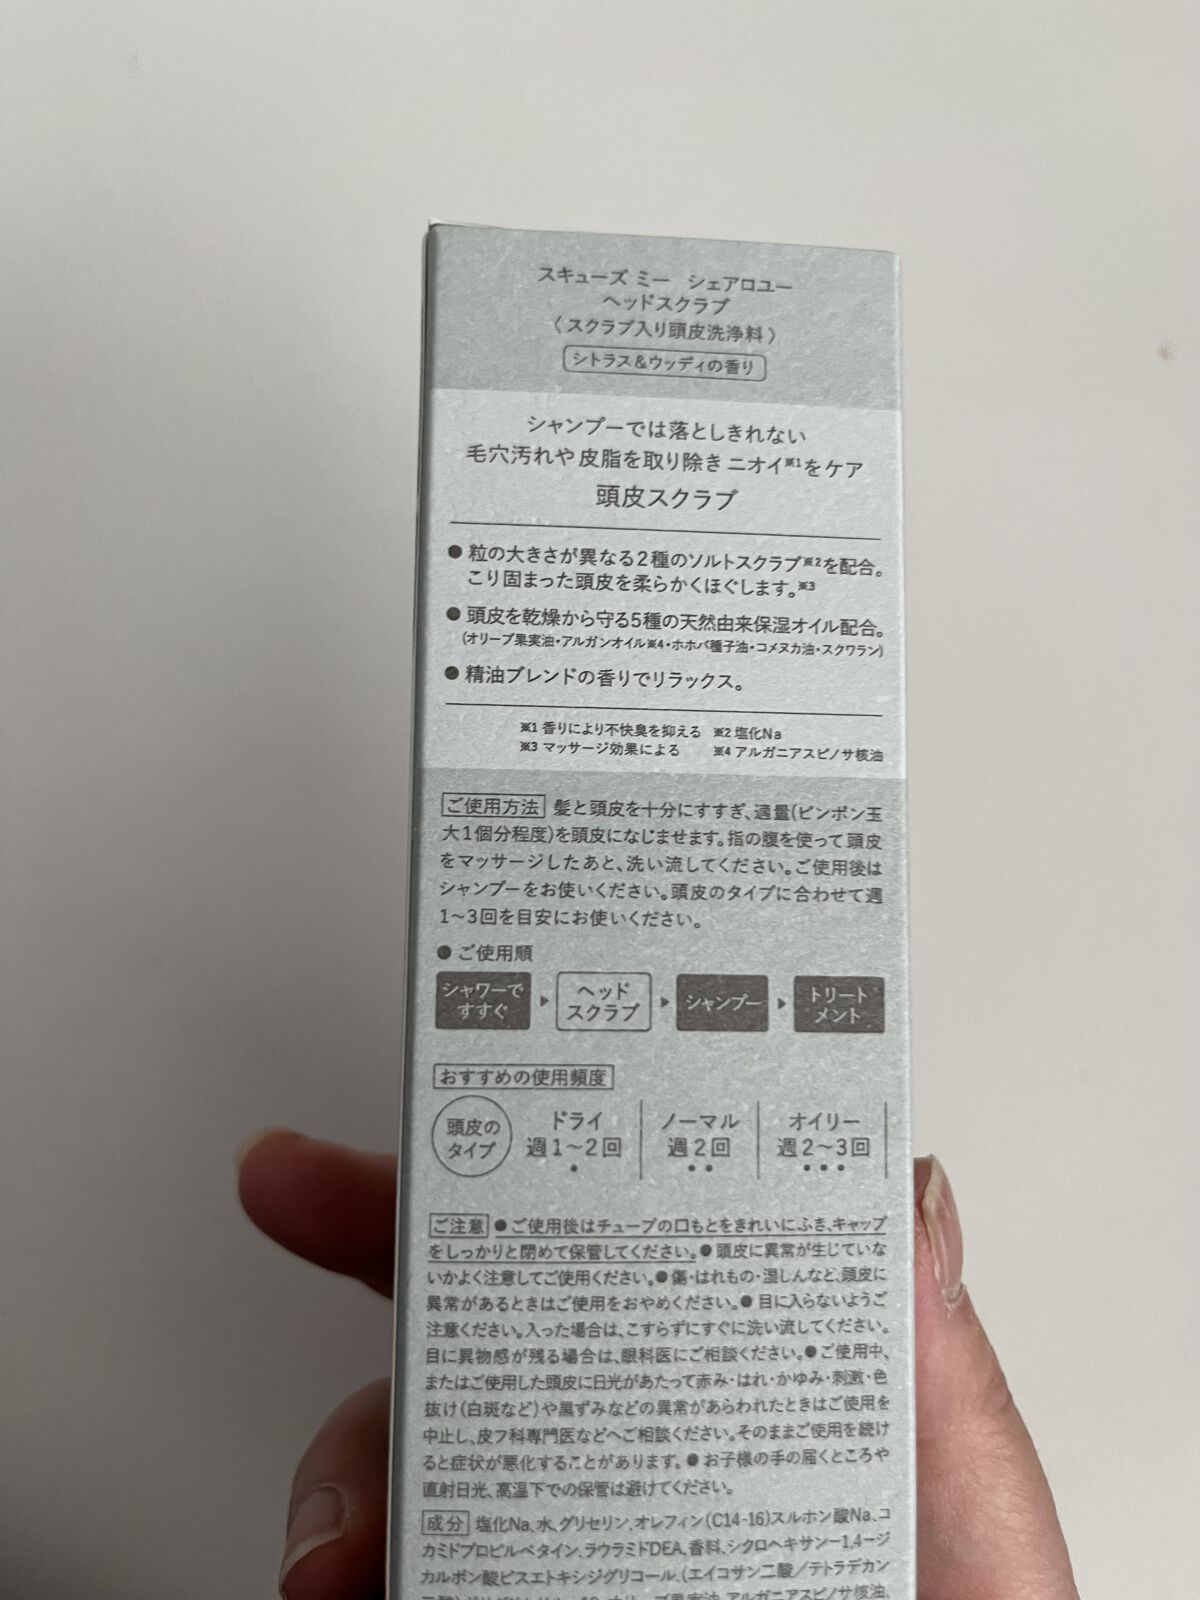 スキューズ ミー シェアロユー
ヘッドスクラブ
〈スクラブ入り頭皮洗浄料〉
シトラス&ウッディの香り
シャンプーでは落としきれない
毛穴汚れや 皮脂を取り除き ニオイ※1をケア
頭皮スクラブ
● 粒の大きさが異なる2種のソルトスクラブ※2を配合。
こり固まった頭皮を柔らかくほぐします。※3
● 頭皮を乾燥から守る5種の天然由来保湿オイル配合。
(オリーブ果実油・アルガンオイル※4・ホホバ種子油・コメヌカ油・スクワラン)
● 精油ブレンドの香りでリラックス。
※1 香りにより不快臭を抑える ※2 塩化Na
※3 マッサージ効果による ※4 アルガニアスピノサ核油
ご使用方法 髪と頭皮を十分にすすぎ、適量(ピンポン玉
大1個分程度)を頭皮になじませます。指の腹を使って頭皮
をマッサージしたあと、洗い流してください。ご使用後は
シャンプーをお使いください。頭皮のタイプに合わせて週
1〜3回を目安にお使いください。
● ご使用順
シャワーで
すすぐ
ヘッド
スクラブ
シャンプー
トリート
メント
おすすめの使用頻度
頭皮の
タイプ
ドライ
週1〜2回
ノーマル
週2回
オイリー
週2〜3回
ご注意 ● ご使用後はチューブの口もとをきれいにふき、キャップ
をしっかりと閉めて保管してください。● 頭皮に異常が生じていな
いかよく注意してご使用ください。● 傷・はれもの・湿しんなど、頭皮に
異常があるときはご使用をおやめください。● 目に入らないようご
注意ください。入った場合は、こすらずにすぐに洗い流してください。
目に異物感が残る場合は、眼科医にご相談ください。● ご使用中、
またはご使用した頭皮に日光があたって赤み・はれ・かゆみ・刺激・色
抜け(白斑など)や黒ずみなどの異常があらわれたときはご使用を
中止し、皮フ科専門医などへご相談ください。そのままご使用を続け
ると症状が悪化することがあります。● お子様の手の届くところや
直射日光、高温下での保管は避けてください。
成分 塩化Na、水、グリセリン、オレフィン(C14-16)スルホン酸Na、コ
カミドプロピルベタイン、ラウラミドDEA、香料、シクロヘキサン-1,4-ジ
カルボン酸ビスエトキシジグリコール、(エイコサン二酸/テトラデカン
オリーブ果実油、アルガニアスピノサ核油、